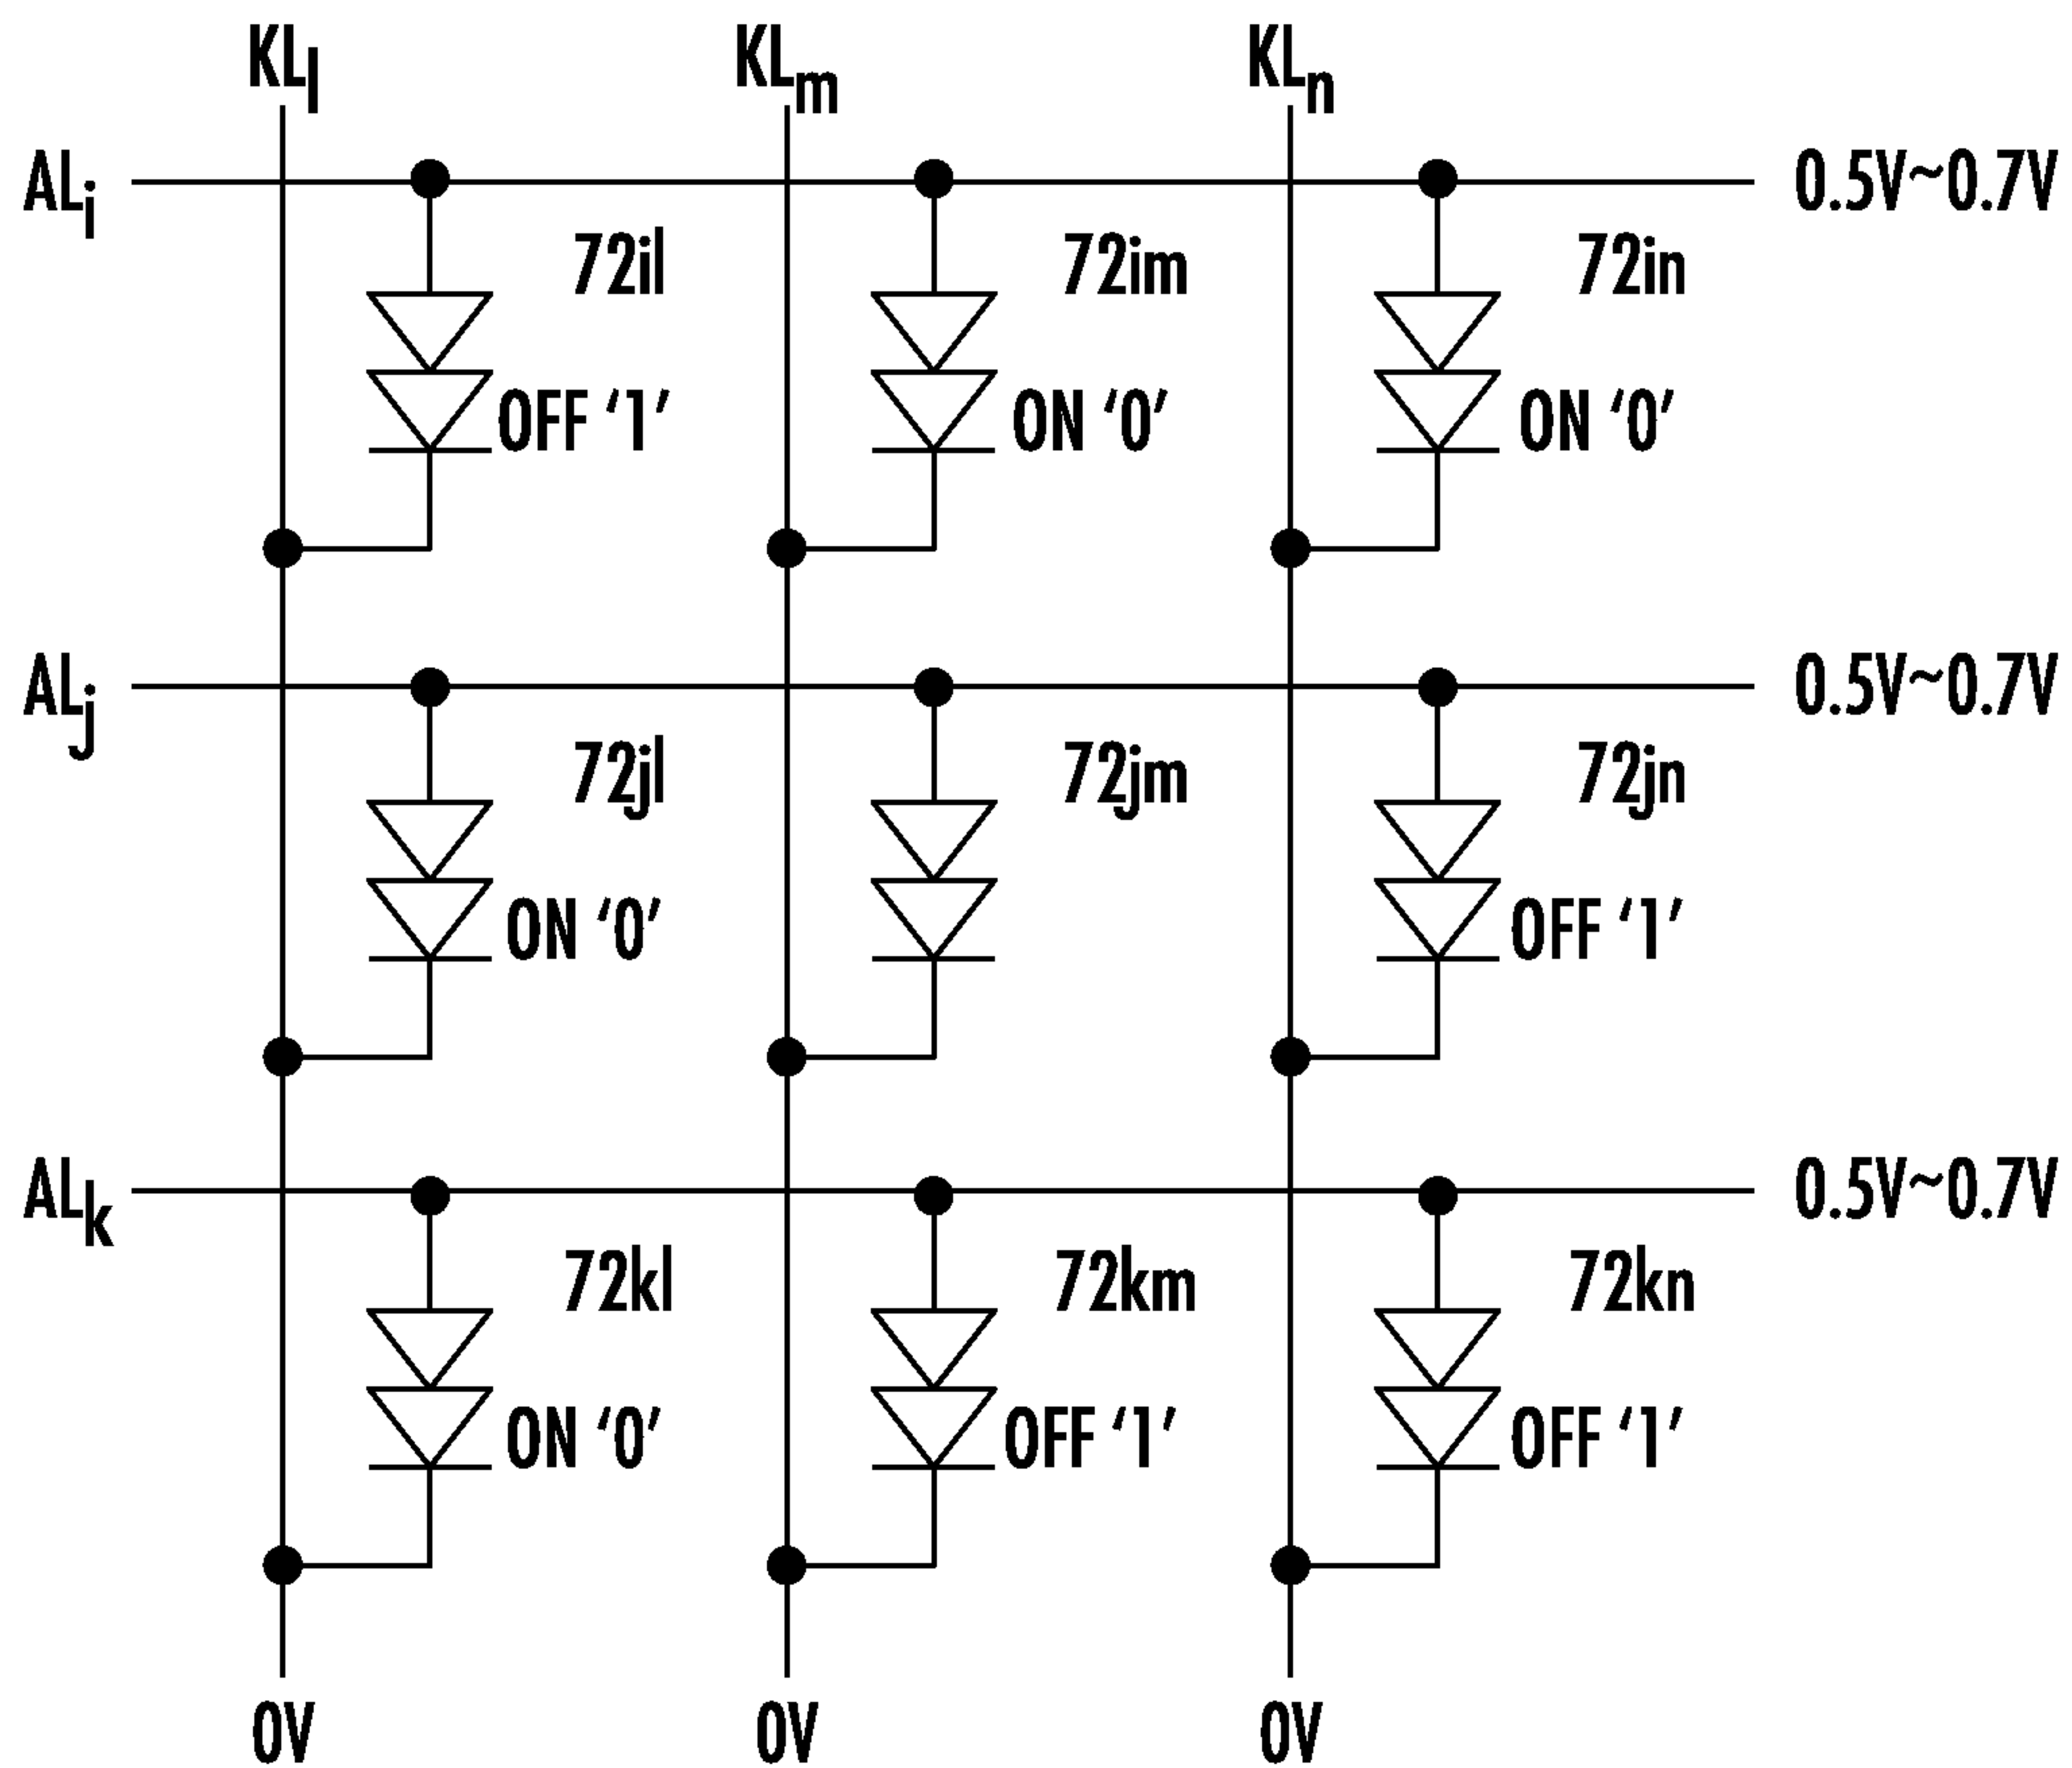 KLl KLm KLn
ALi 0.5V~0.7V
72il 72im 72in
OFF ‘1’ ON ‘0’ ON ‘0’
ALj 0.5V~0.7V
72jl 72jm 72jn
ON ‘0’ OFF ‘1’
ALk 0.5V~0.7V
72kl 72km 72kn
ON ‘0’ OFF ‘1’ OFF ‘1’
0V 0V 0V